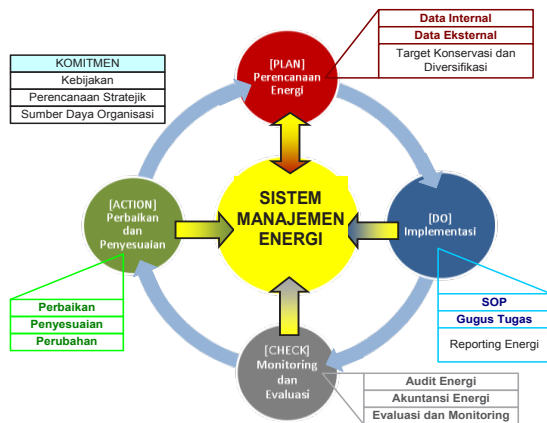 Data Internal
Data Eksternal
Target Konservasi dan
Diversifikasi
KOMITMEN
Kebijakan
Perencanaan Stratejik
Sumber Daya Organisasi
[PLAN]
Perencanaan
Energi
[ACTION]
Perbaikan
dan
Penyesuaian
SISTEM
MANAJEMEN
ENERGI
[DO]
Implementasi
Perbaikan
Penyesuaian
Perubahan
SOP
Gugus Tugas
Reporting Energi
[CHECK]
Monitoring
dan
Evaluasi
Audit Energi
Akuntansi Energi
Evaluasi dan Monitoring